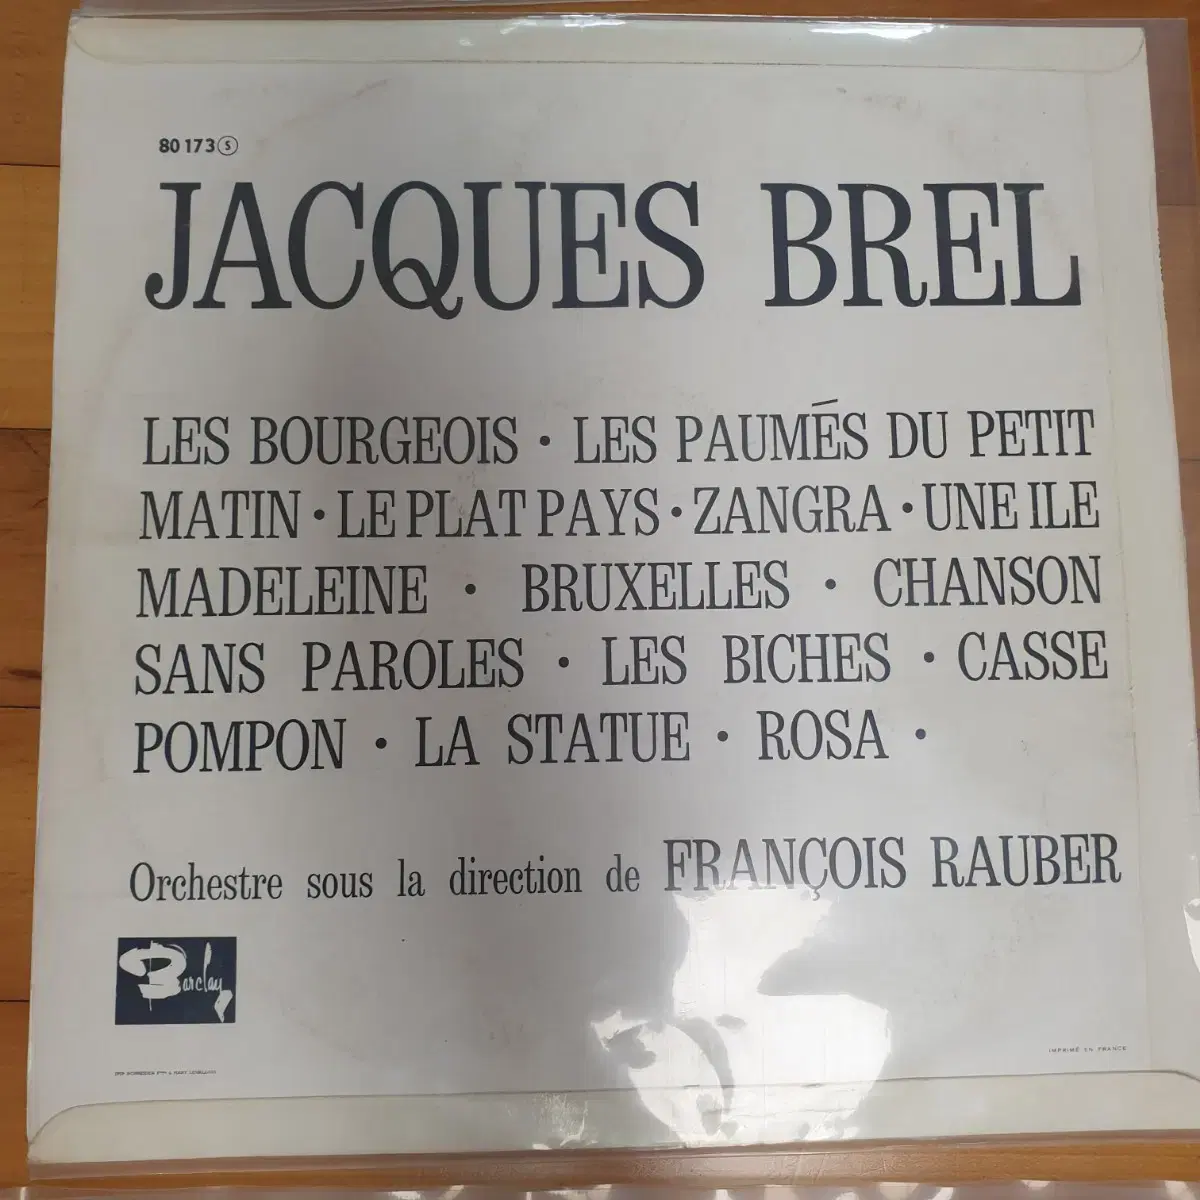 80 173 Ⓢ
JACQUES BREL
LES BOURGEOIS · LES PAUMÉS DU PETIT
MATIN · LE PLAT PAYS · ZANGRA · UNE ILE
MADELEINE · BRUXELLES · CHANSON
SANS PAROLES · LES BICHES · CASSE
POMPON · LA STATUE · ROSA ·
Orchestre sous la direction de FRANÇOIS RAUBER
Barclay
IMPRIMÉ EN FRANCE